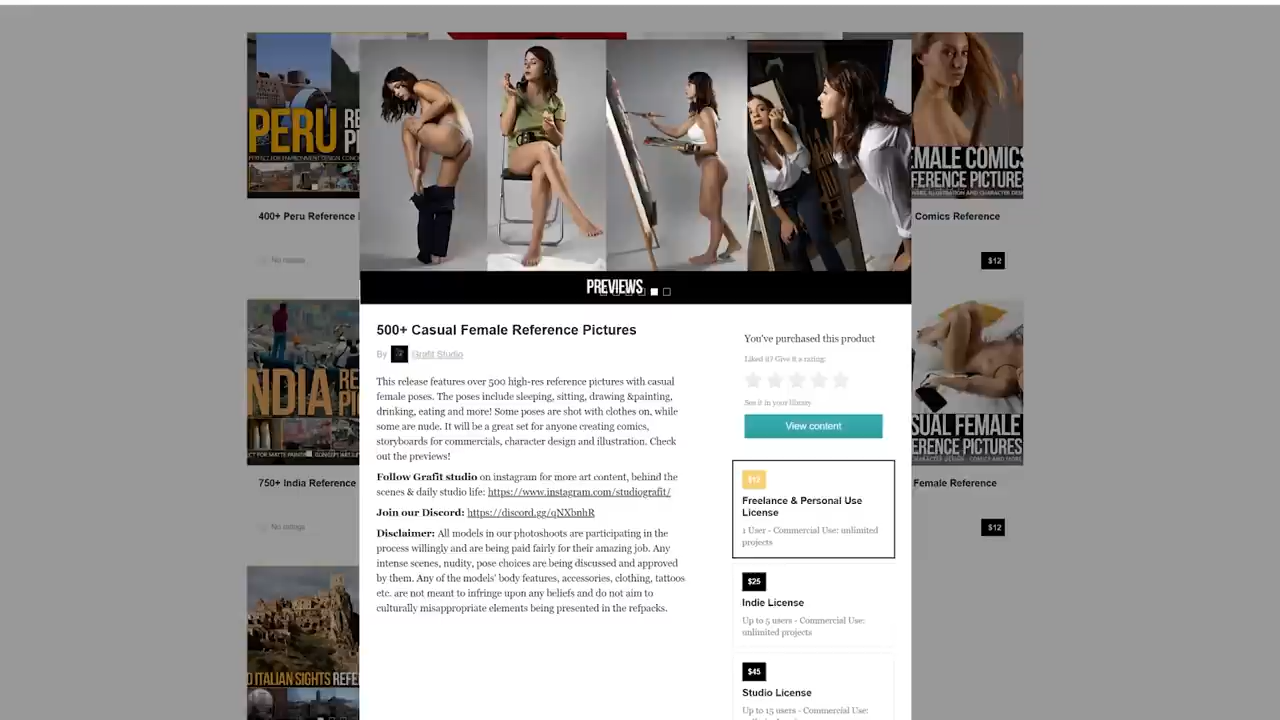 PERU
400+ Peru Reference
No ratings
INDIA
750+ India Reference
No ratings
ITALIAN SIGHTS
PREVIEWS
500+ Casual Female Reference Pictures
By Grafit Studio
This release features over 500 high-res reference pictures with casual
female poses. The poses include sleeping, sitting, drawing &painting,
drinking, eating and more! Some poses are shot with clothes on, while
some are nude. It will be a great set for anyone creating comics,
storyboards for commercials, character design and illustration. Check
out the previews!
Follow Grafit studio on instagram for more art content, behind the
scenes & daily studio life: https://www.instagram.com/studiografit/
Join our Discord: https://discord.gg/qNXbnhR
Disclaimer: All models in our photoshoots are participating in the
process willingly and are being paid fairly for their amazing job. Any
intense scenes, nudity, pose choices are being discussed and approved
by them. Any of the models' body features, accessories, clothing, tattoos
etc. are not meant to infringe upon any beliefs and do not aim to
culturally misappropriate elements being presented in the refpacks.
You've purchased this product
Liked it? Give it a rating:
See it in your library
View content
$12
Freelance & Personal Use
License
1 User - Commercial Use: unlimited
projects
$25
Indie License
Up to 5 users - Commercial Use:
unlimited projects
$45
Studio License
Up to 15 users - Commercial Use:
EMALE COMICS
FERENCE PICTURES
Comics Reference
$12
SUAL FEMALE
ERENCE PICTURES
Female Reference
$12